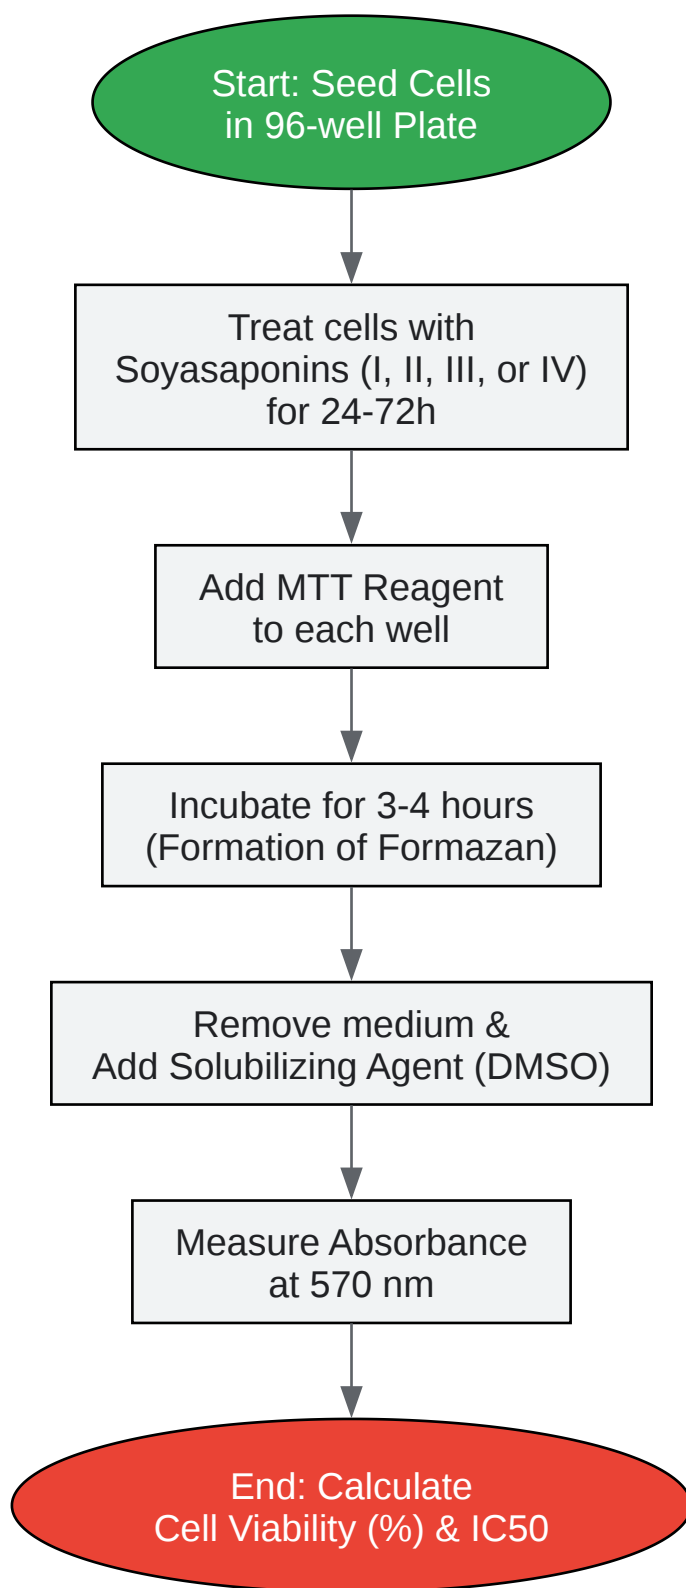 Start: Seed Cells
in 96-well Plate
Treat cells with
Soyasaponins (I, II, III, or IV)
for 24-72h
Add MTT Reagent
to each well
Incubate for 3-4 hours
(Formation of Formazan)
Remove medium &
Add Solubilizing Agent (DMSO)
Measure Absorbance
at 570 nm
End: Calculate
Cell Viability (%) & IC50